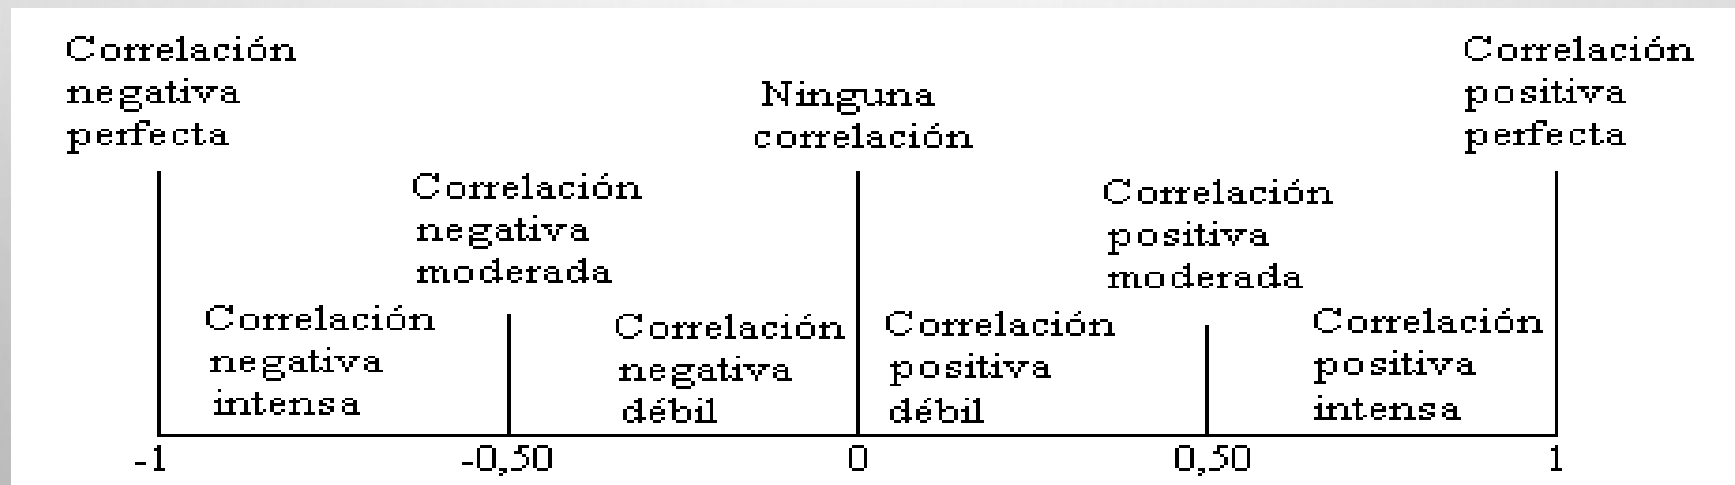 Correlación
negativa
perfecta
Ninguna
correlación
Correlación
positiva
perfecta
Correlación
negativa
moderada
Correlación
positiva
moderada
Correlación
negativa
intensa
Correlación
negativa
débil
Correlación
positiva
débil
Correlación
positiva
intensa
-1
-0,50
0
0,50
1